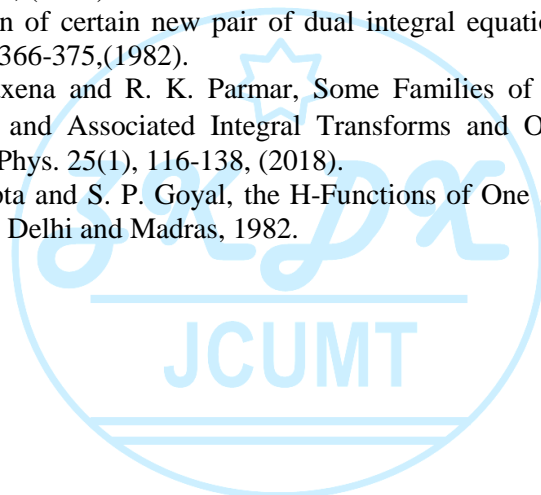 n of certain new pair of dual integral equatio
366-375,(1982).
xena and R. K. Parmar, Some Families of
and Associated Integral Transforms and O
Phys. 25(1), 116-138, (2018).
ota and S. P. Goyal, the H-Functions of One
Delhi and Madras, 1982.
SKDX
JCUMT